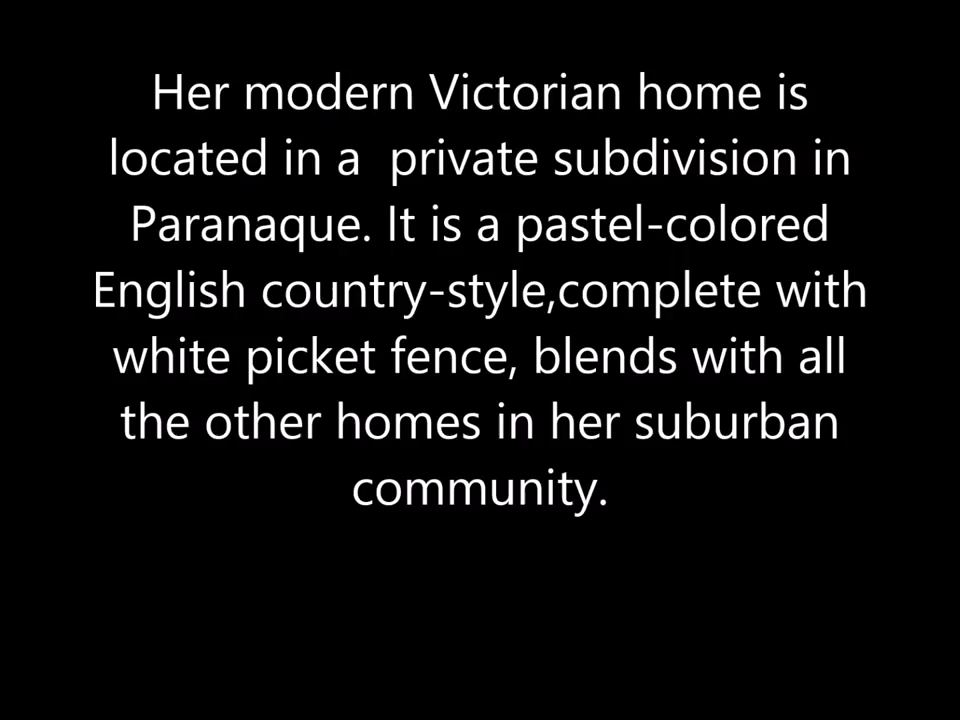 Her modern Victorian home is
located in a  private subdivision in
Paranaque. It is a pastel-colored
English country-style,complete with
white picket fence, blends with all
the other homes in her suburban
community.